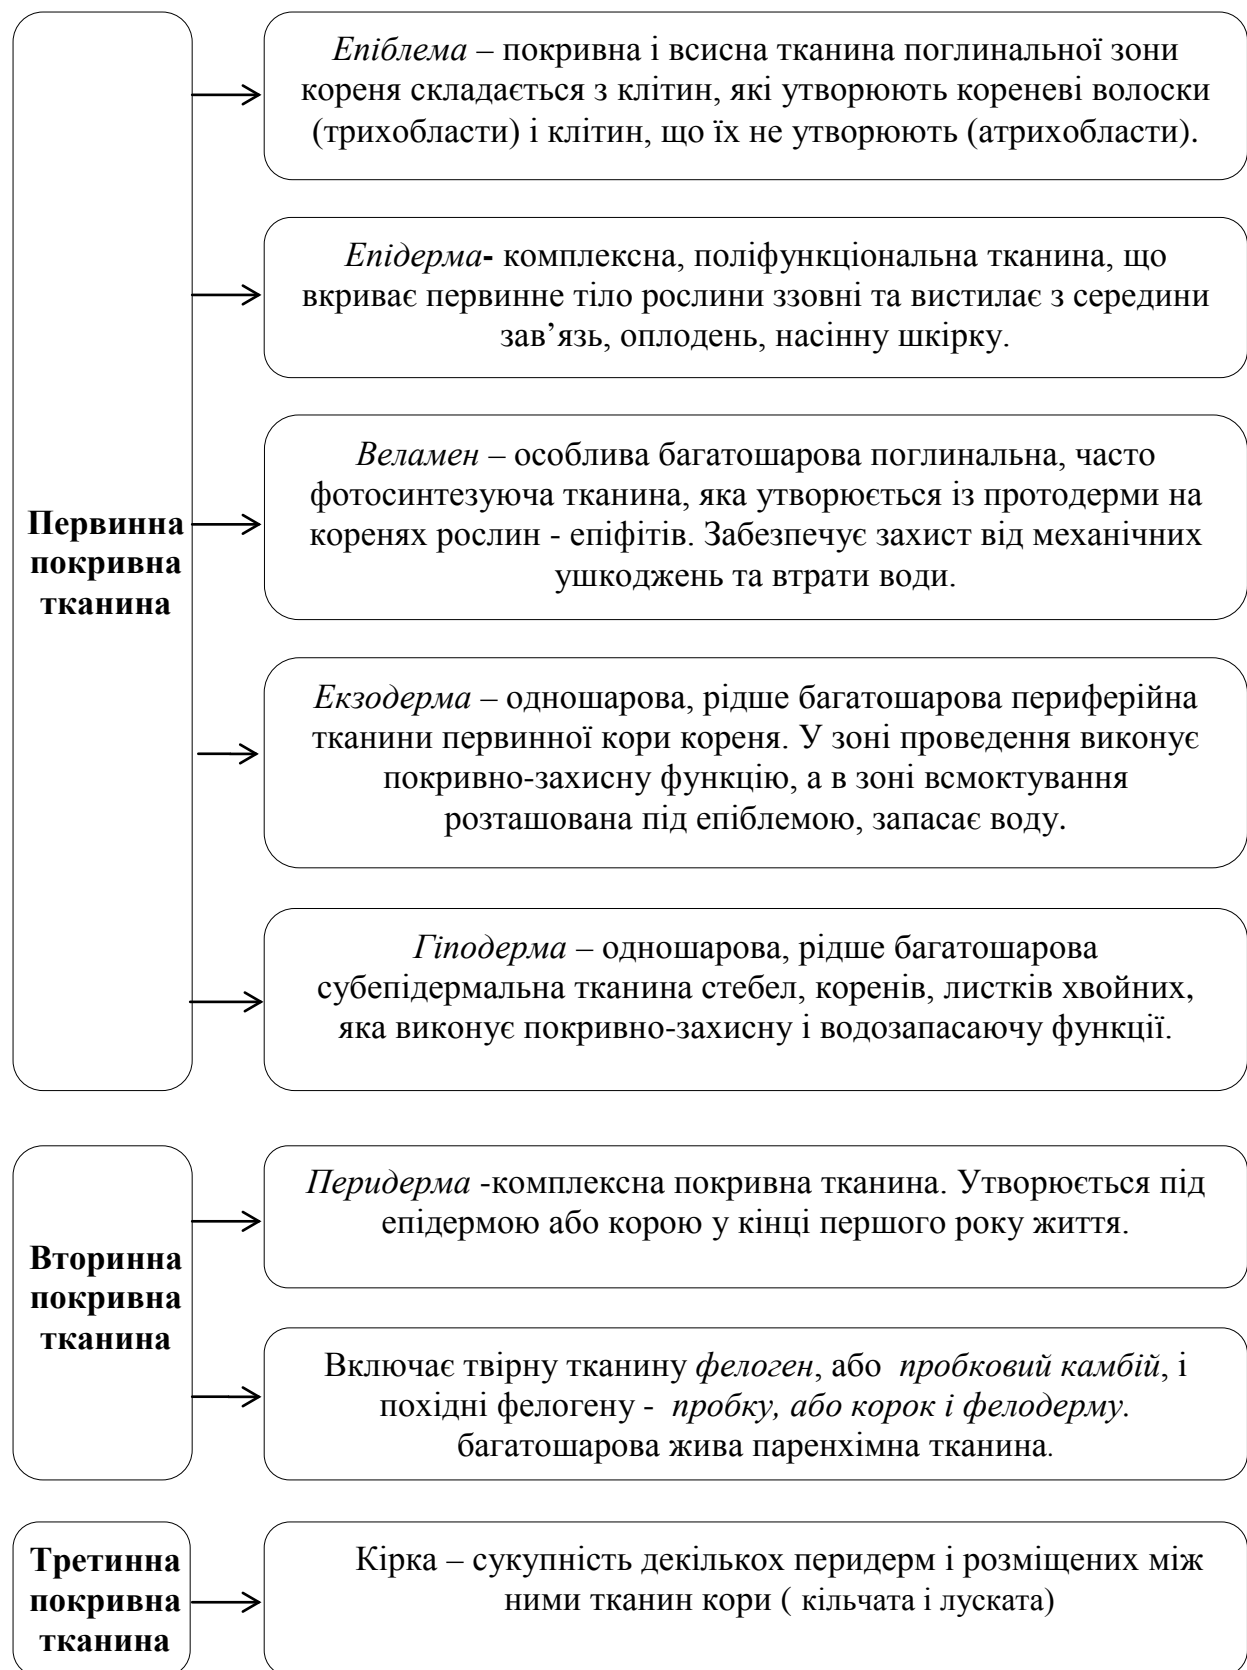 Епіблема – покривна і всисна тканина поглинальної зони
кореня складається з клітин, які утворюють кореневі волоски
(трихобласти) і клітин, що їх не утворюють (атрихобласти).
Епідерма- комплексна, поліфункціональна тканина, що
вкриває первинне тіло рослини ззовні та вистилає з середини
зав’язь, оплодень, насінну шкірку.
Веламен – особлива багатошарова поглинальна, часто
фотосинтезуюча тканина, яка утворюється із протодерми на
коренях рослин - епіфітів. Забезпечує захист від механічних
ушкоджень та втрати води.
Первинна
покривна
тканина
Екзодерма – одношарова, рідше багатошарова периферійна
тканини первинної кори кореня. У зоні проведення виконує
покривно-захисну функцію, а в зоні всмоктування
розташована під епіблемою, запасає воду.
Гіподерма – одношарова, рідше багатошарова
субепідермальна тканина стебел, коренів, листків хвойних,
яка виконує покривно-захисну і водозапасаючу функції.
Перидерма -комплексна покривна тканина. Утворюється під
епідермою або корою у кінці першого року життя.
Вторинна
покривна
тканина
Включає твірну тканину фелоген, або пробковий камбій, і
похідні фелогену - пробку, або корок і фелодерму.
багатошарова жива паренхімна тканина.
Третинна
покривна
тканина
Кірка – сукупність декількох перидерм і розміщених між
ними тканин кори ( кільчата і луската)